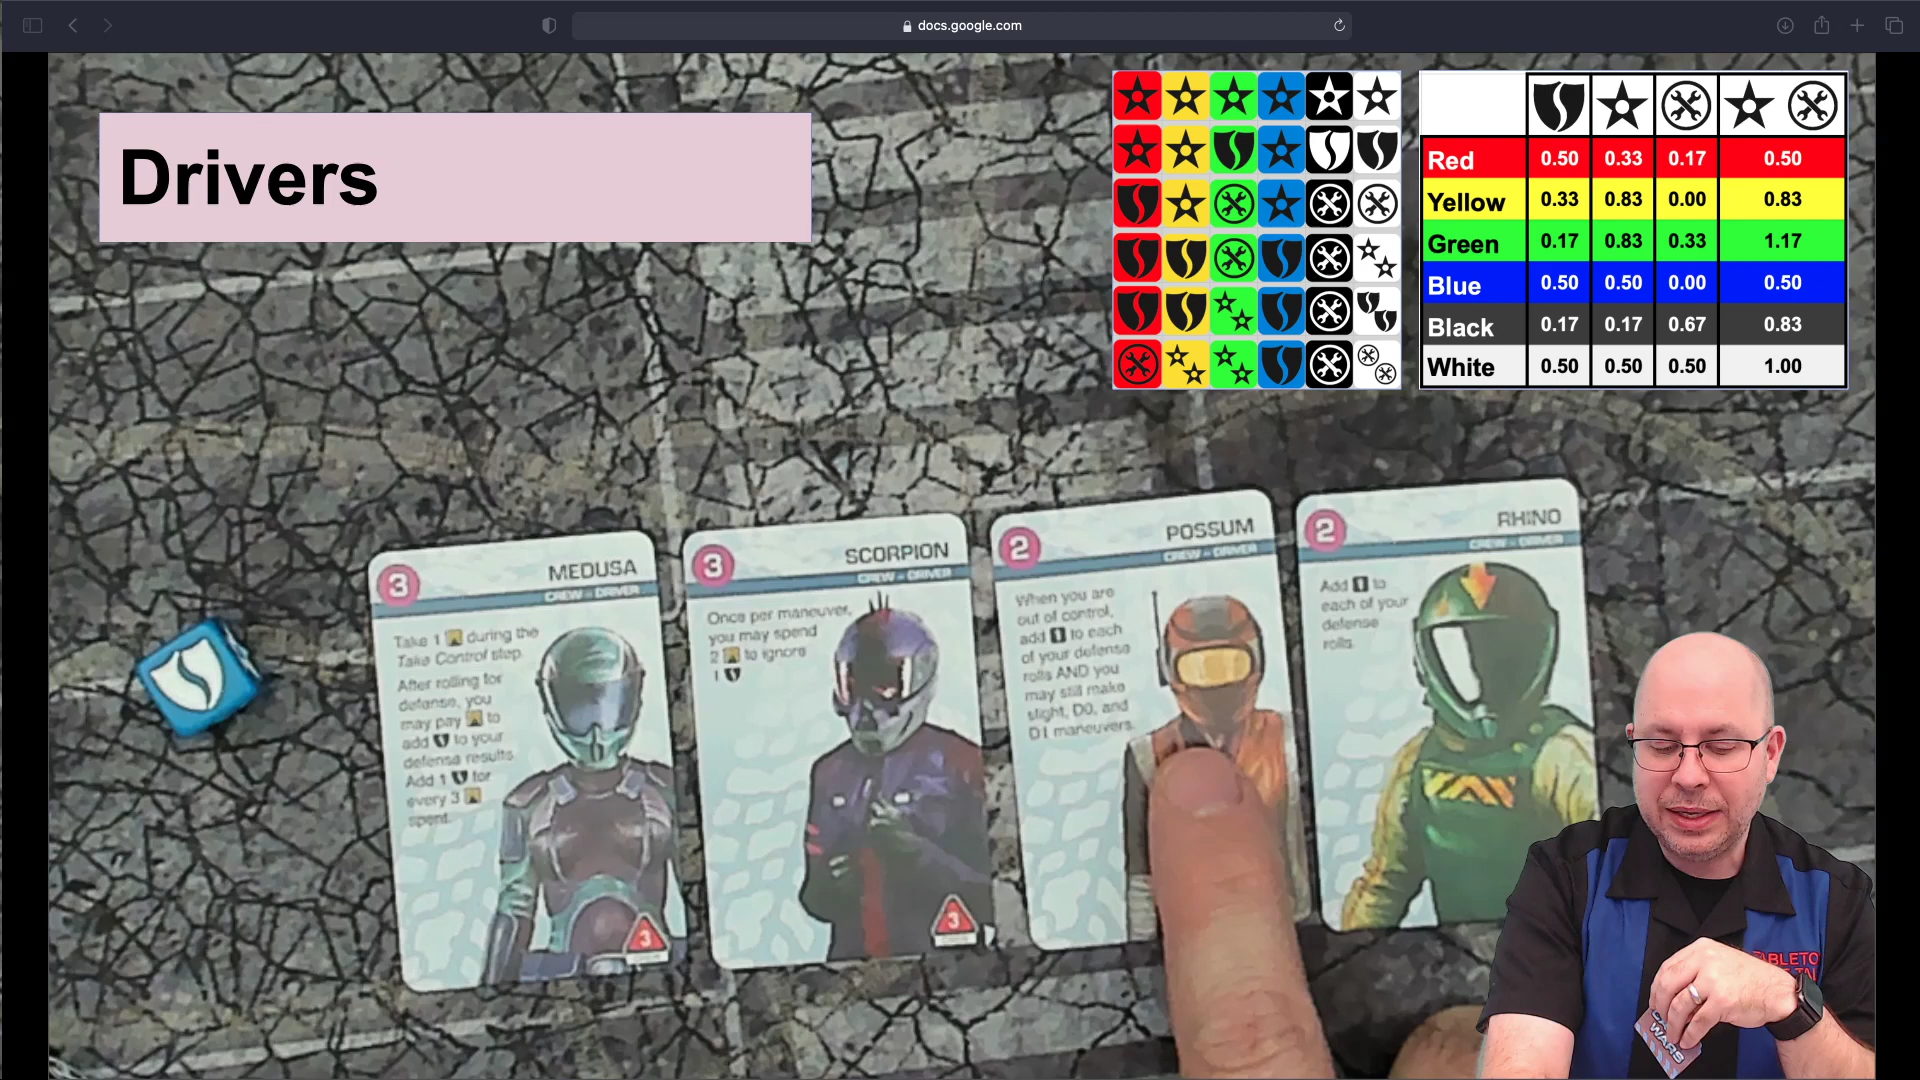 docs.google.com
Drivers
Red 0.50 0.33 0.17 0.50
Yellow 0.33 0.83 0.00 0.83
Green 0.17 0.83 0.33 1.17
Blue 0.50 0.50 0.00 0.50
Black 0.17 0.17 0.67 0.83
White 0.50 0.50 0.50 1.00
3 MEDUSA
CREW - DRIVER
Take 1 during the
Take Control step.
After rolling for
defense, you
may pay to
add to your
defense results.
Add 1 for
every 3
spent.
3
3 SCORPION
CREW - DRIVER
Once per maneuver,
you may spend
2 to ignore
1
3
2 POSSUM
CREW - DRIVER
When you are
out of control,
add to each
of your defense
rolls AND you
may still make
slight, D0, and
D1 maneuvers.
2 RHINO
CREW - DRIVER
Add to
each of your
defense
rolls.
CAR
WARS